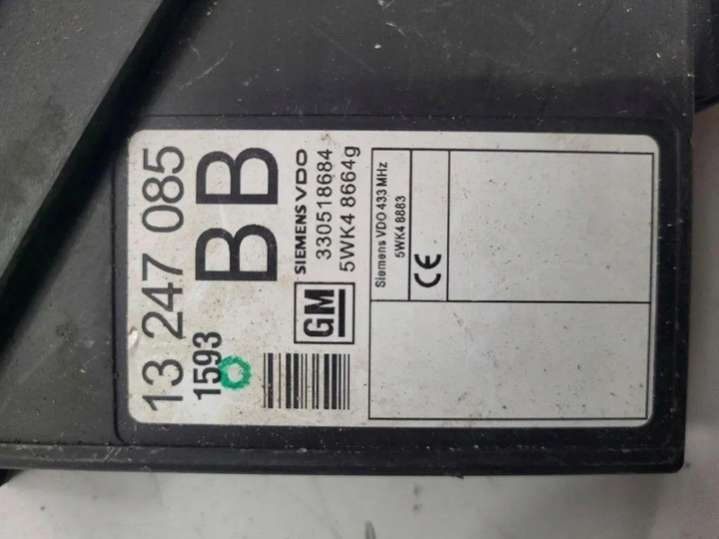 13 247 085
1593 BB
GM
SIEMENS VDO
330518684
5WK4 8664g
Siemens VDO 433 MHz
5WK4 8883
CE